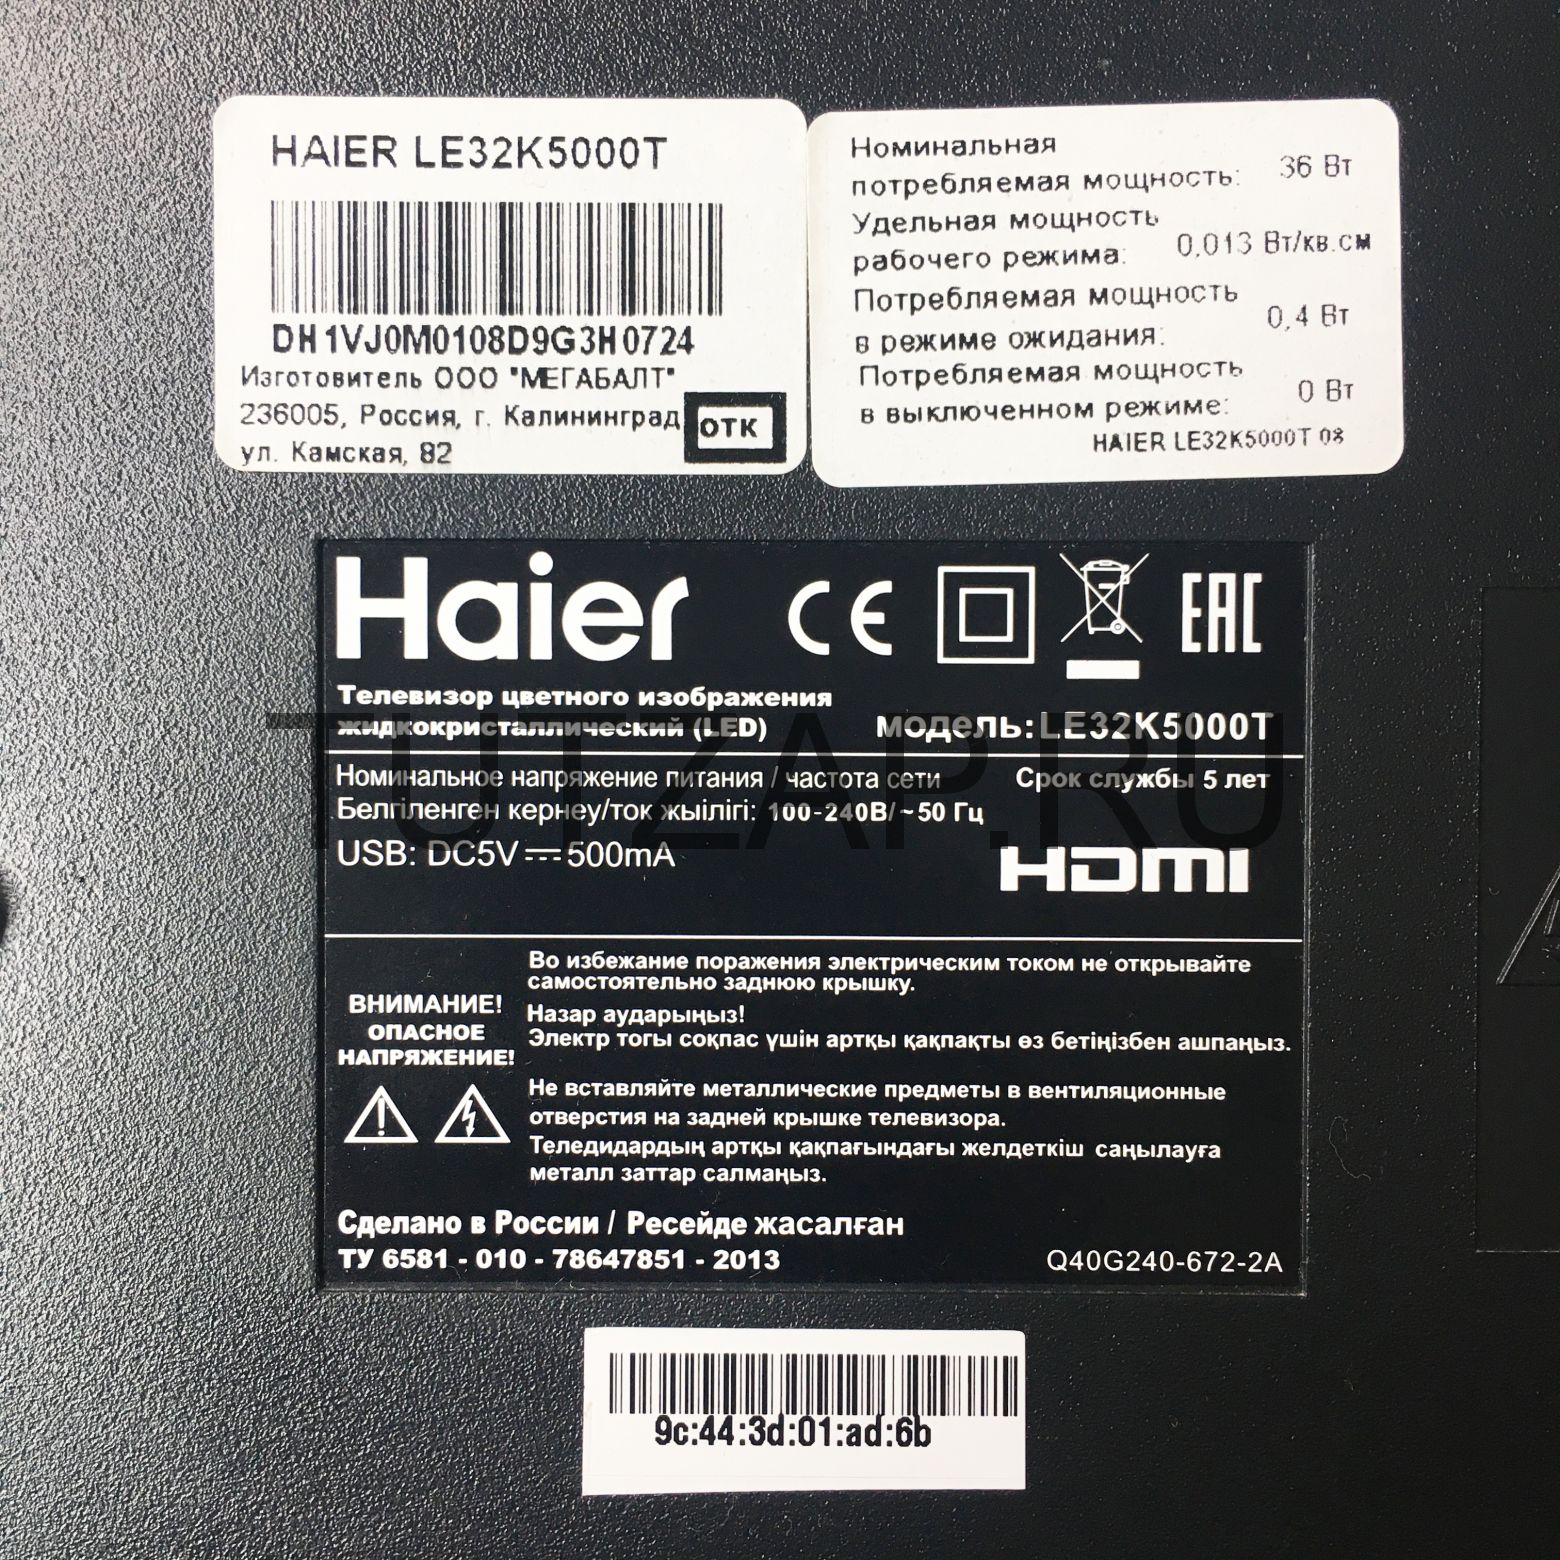 HAIER LE32K5000T
DH1VJ0M0108D9G3H0724
Изготовитель ООО "МЕГАБАЛТ"
236005, Россия, г. Калининград
ул. Камская, 82
ОТК
Номинальная
потребляемая мощность: 36 Вт
Удельная мощность
рабочего режима: 0,013 Вт/кв.см
Потребляемая мощность
в режиме ожидания: 0,4 Вт
Потребляемая мощность
в выключенном режиме: 0 Вт
HAIER LE32K5000T 08
Haier CE EAC
Телевизор цветного изображения
жидкокристаллический (LED) модель: LE32K5000T
TUTZAP.RU
Номинальное напряжение питания / частота сети Срок службы 5 лет
Белгіленген кернеу/ток жыілігі: 100-240В/~50 Гц
USB: DC5V 500mA
HDMI
ВНИМАНИЕ!
ОПАСНОЕ
НАПРЯЖЕНИЕ!
Во избежание поражения электрическим током не открывайте
самостоятельно заднюю крышку.
Назар аударыңыз!
Электр тогы соқпас үшін артқы қақпақты өз бетіңізбен ашпаңыз.
Не вставляйте металлические предметы в вентиляционные
отверстия на задней крышке телевизора.
Теледидардың артқы қақпағындағы желдеткіш саңылауға
металл заттар салмаңыз.
Сделано в России / Ресейде жасалған
ТУ 6581 - 010 - 78647851 - 2013
Q40G240-672-2A
9c:44:3d:01:ad:6b